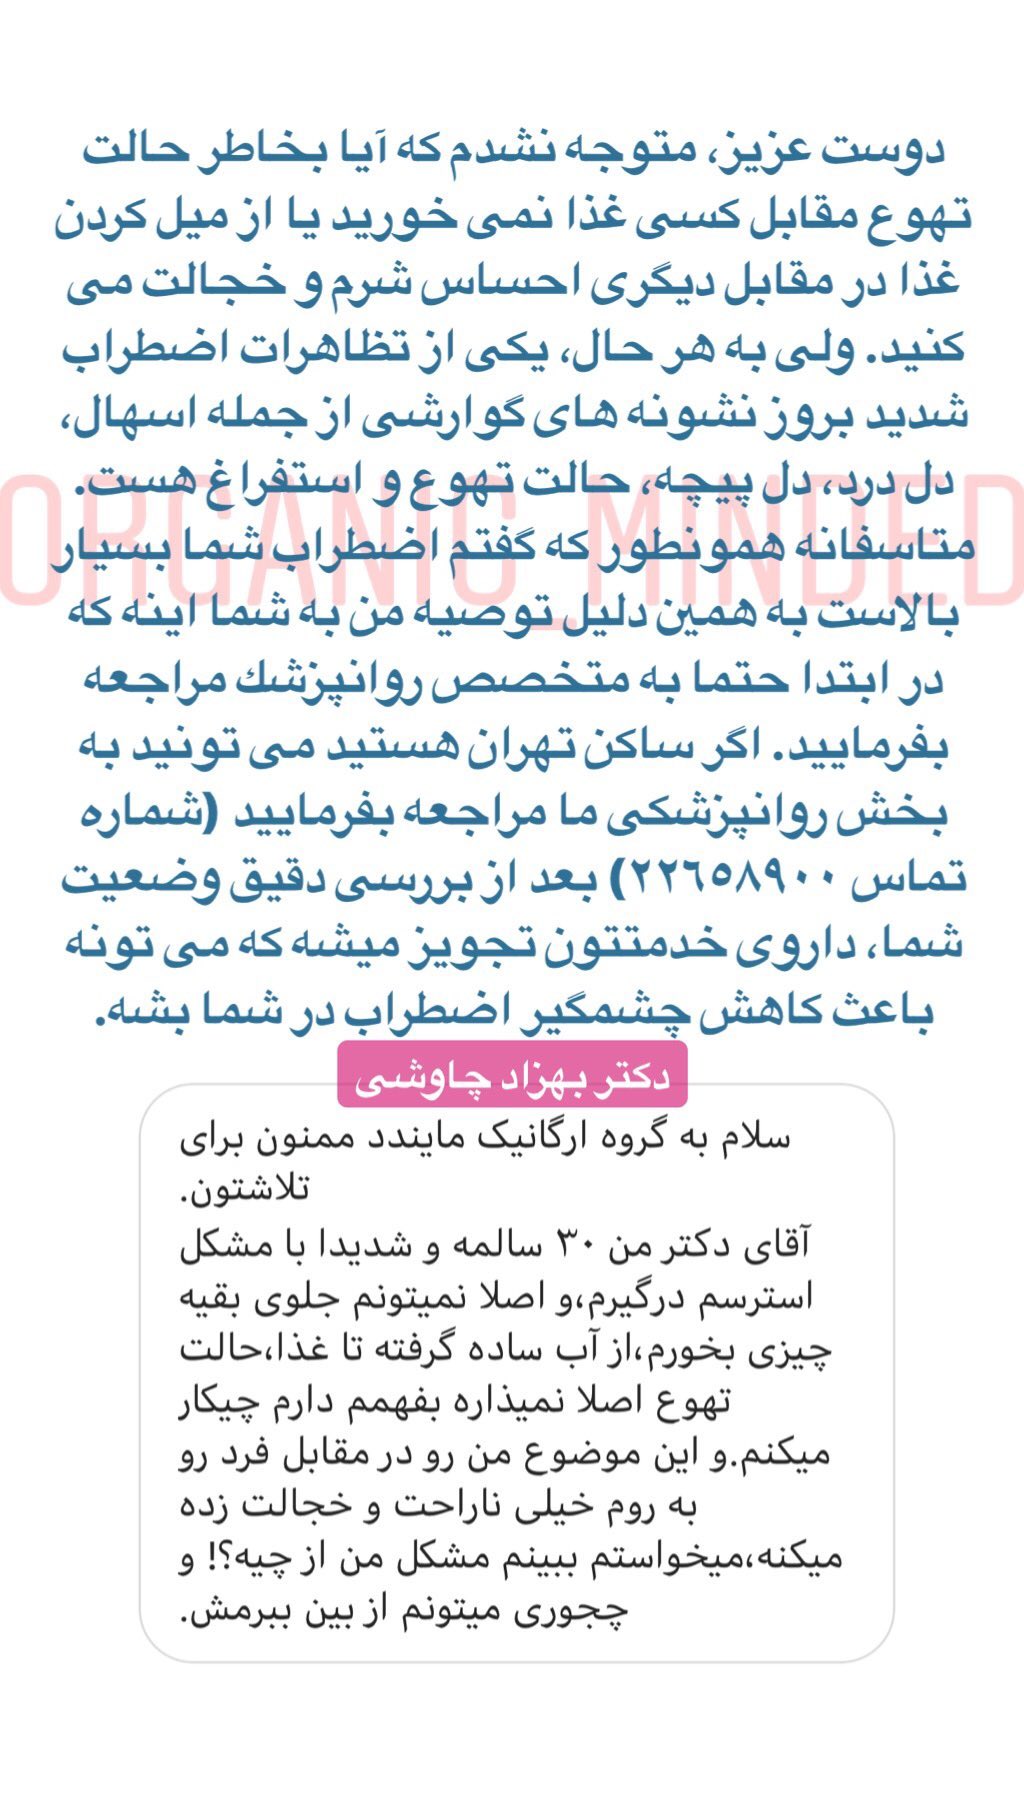 دوست عزیز، متوجه نشدم که آیا بخاطر حالت
تهوع مقابل کسی غذا نمی خورید یا از میل کردن
غذا در مقابل دیگری احساس شرم و خجالت می
کنید. ولی به هر حال، یکی از تظاهرات اضطراب
شدید بروز نشونه های گوارشی از جمله اسهال،
دل درد، دل پیچه، حالت تهوع و استفراغ هست.
ORGANIC_MINDED
متاسفانه همونطور که گفتم اضطراب شما بسیار
بالاست به همین دلیل توصیه من به شما اینه که
در ابتدا حتما به متخصص روانپزشك مراجعه
بفرمایید. اگر ساکن تهران هستید می تونید به
بخش روانپزشکی ما مراجعه بفرمایید (شماره
تماس ٢٢٦٥٨٩٠٠) بعد از بررسی دقیق وضعیت
شما، داروی خدمتتون تجویز میشه که می تونه
باعث کاهش چشمگیر اضطراب در شما بشه.
دکتر بهزاد چاوشی
سلام به گروه ارگانیک مایندد ممنون برای
تلاشتون.
آقای دکتر من ۳۰ سالمه و شدیدا با مشکل
استرسم درگیرم،و اصلا نمیتونم جلوی بقیه
چیزی بخورم،از آب ساده گرفته تا غذا،حالت
تهوع اصلا نمیذاره بفهمم دارم چیکار
میکنم.و این موضوع من رو در مقابل فرد رو
به روم خیلی ناراحت و خجالت زده
میکنه،میخواستم ببینم مشکل من از چیه؟! و
چجوری میتونم از بین ببرمش.